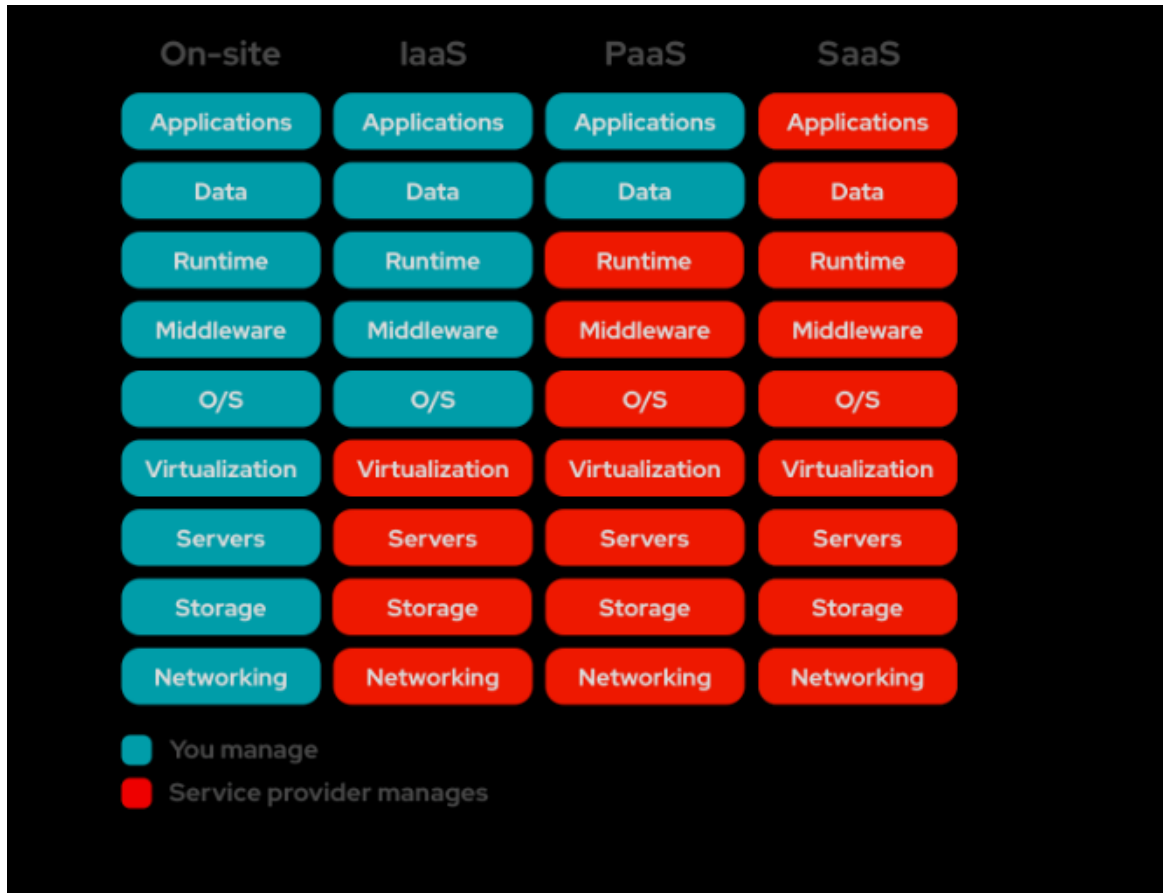 On-site IaaS PaaS SaaS
Applications Applications Applications Applications
Data Data Data Data
Runtime Runtime Runtime Runtime
Middleware Middleware Middleware Middleware
O/S O/S O/S O/S
Virtualization Virtualization Virtualization Virtualization
Servers Servers Servers Servers
Storage Storage Storage Storage
Networking Networking Networking Networking
You manage
Service provider manages